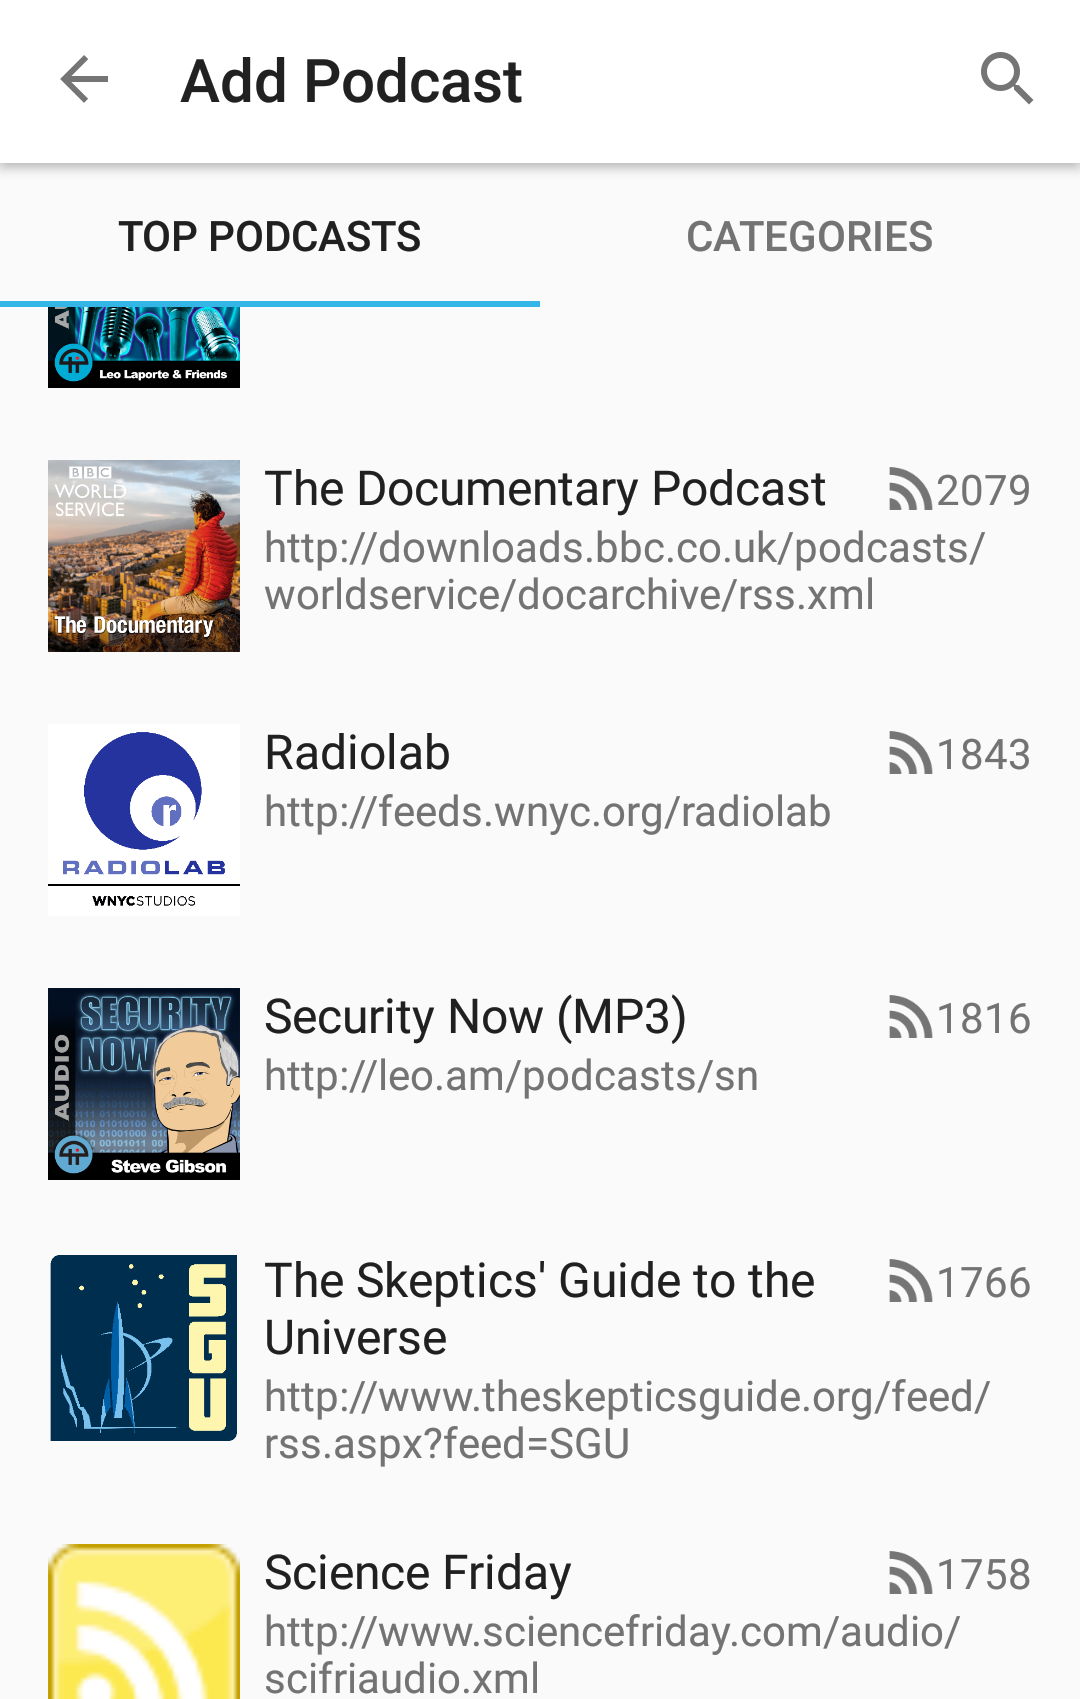 Add Podcast
TOP PODCASTS
CATEGORIES
Leo Laporte & Friends
BBC
WORLD
SERVICE
The Documentary
The Documentary Podcast
2079
http://downloads.bbc.co.uk/podcasts/
worldservice/docarchive/rss.xml
r
RADIOLAB
WNYCSTUDIOS
Radiolab
1843
http://feeds.wnyc.org/radiolab
SECURITY
NOW
AUDIO
Steve Gibson
Security Now (MP3)
1816
http://leo.am/podcasts/sn
SGU
The Skeptics' Guide to the
Universe
1766
http://www.theskepticsguide.org/feed/
rss.aspx?feed=SGU
Science Friday
1758
http://www.sciencefriday.com/audio/
scifriaudio.xml